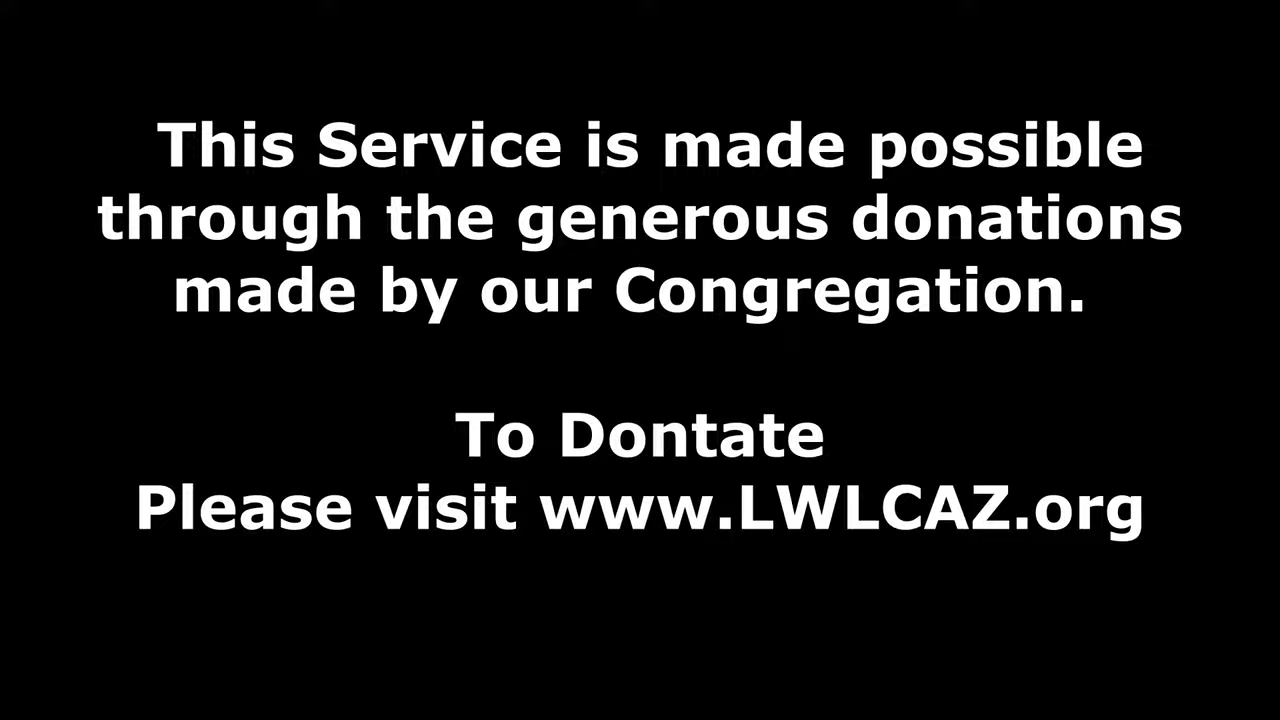 This Service is made possible
through the generous donations
made by our Congregation.
To Dontate
Please visit www.LWLCAZ.org